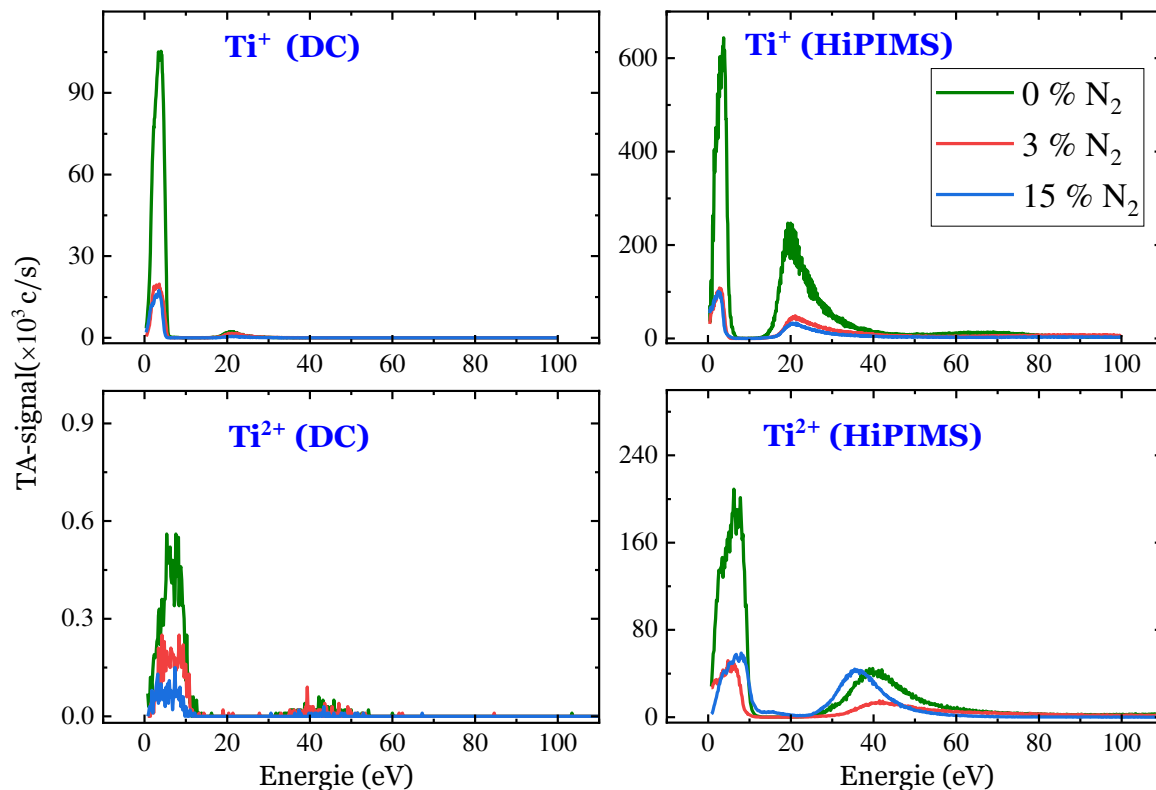 Ti⁺ (DC)
Ti⁺ (HiPIMS)
0 % N₂
3 % N₂
15 % N₂
90
60
30
0
600
400
200
0
0 20 40 60 80 100
0 20 40 60 80 100
TA-signal(×10³ c/s)
Ti²⁺ (DC)
Ti²⁺ (HiPIMS)
0.9
0.6
0.3
0.0
240
160
80
0
0 20 40 60 80 100
0 20 40 60 80 100
Energie (eV)
Energie (eV)